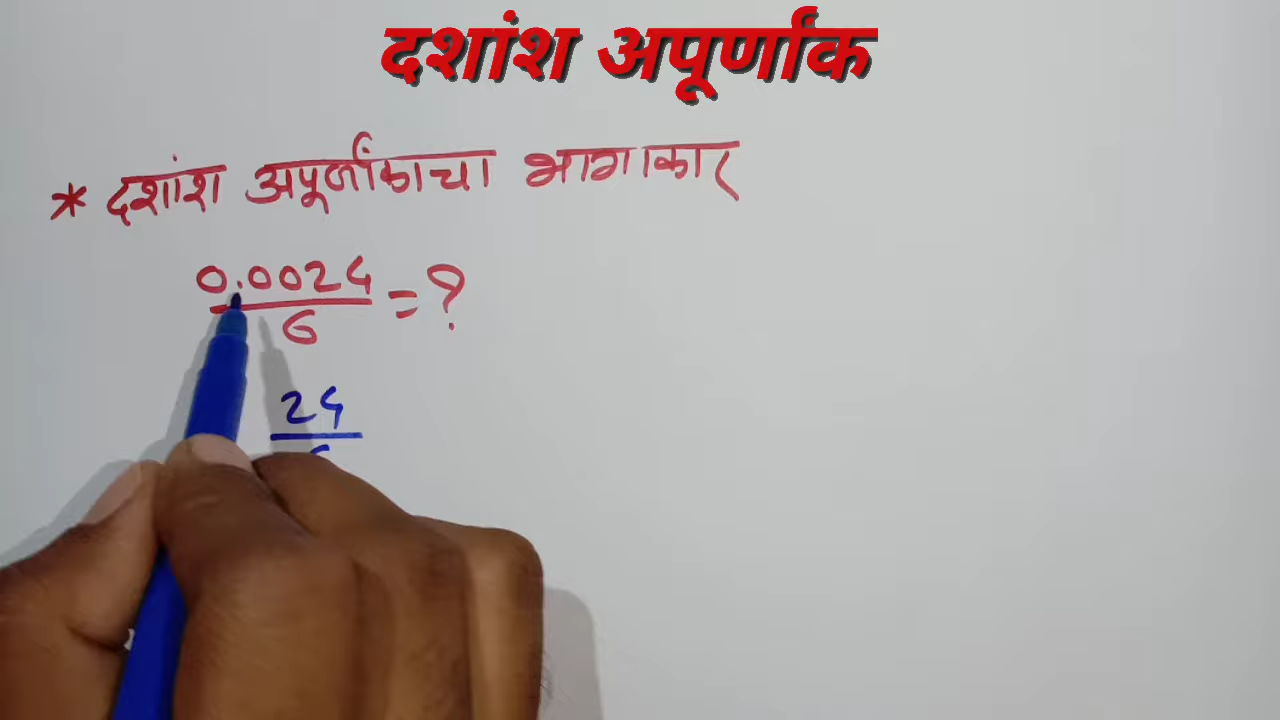 दशांश अपूर्णांक
* दशांश अपूर्णांकाचा भागाकार
0.0024
6
= ?
24